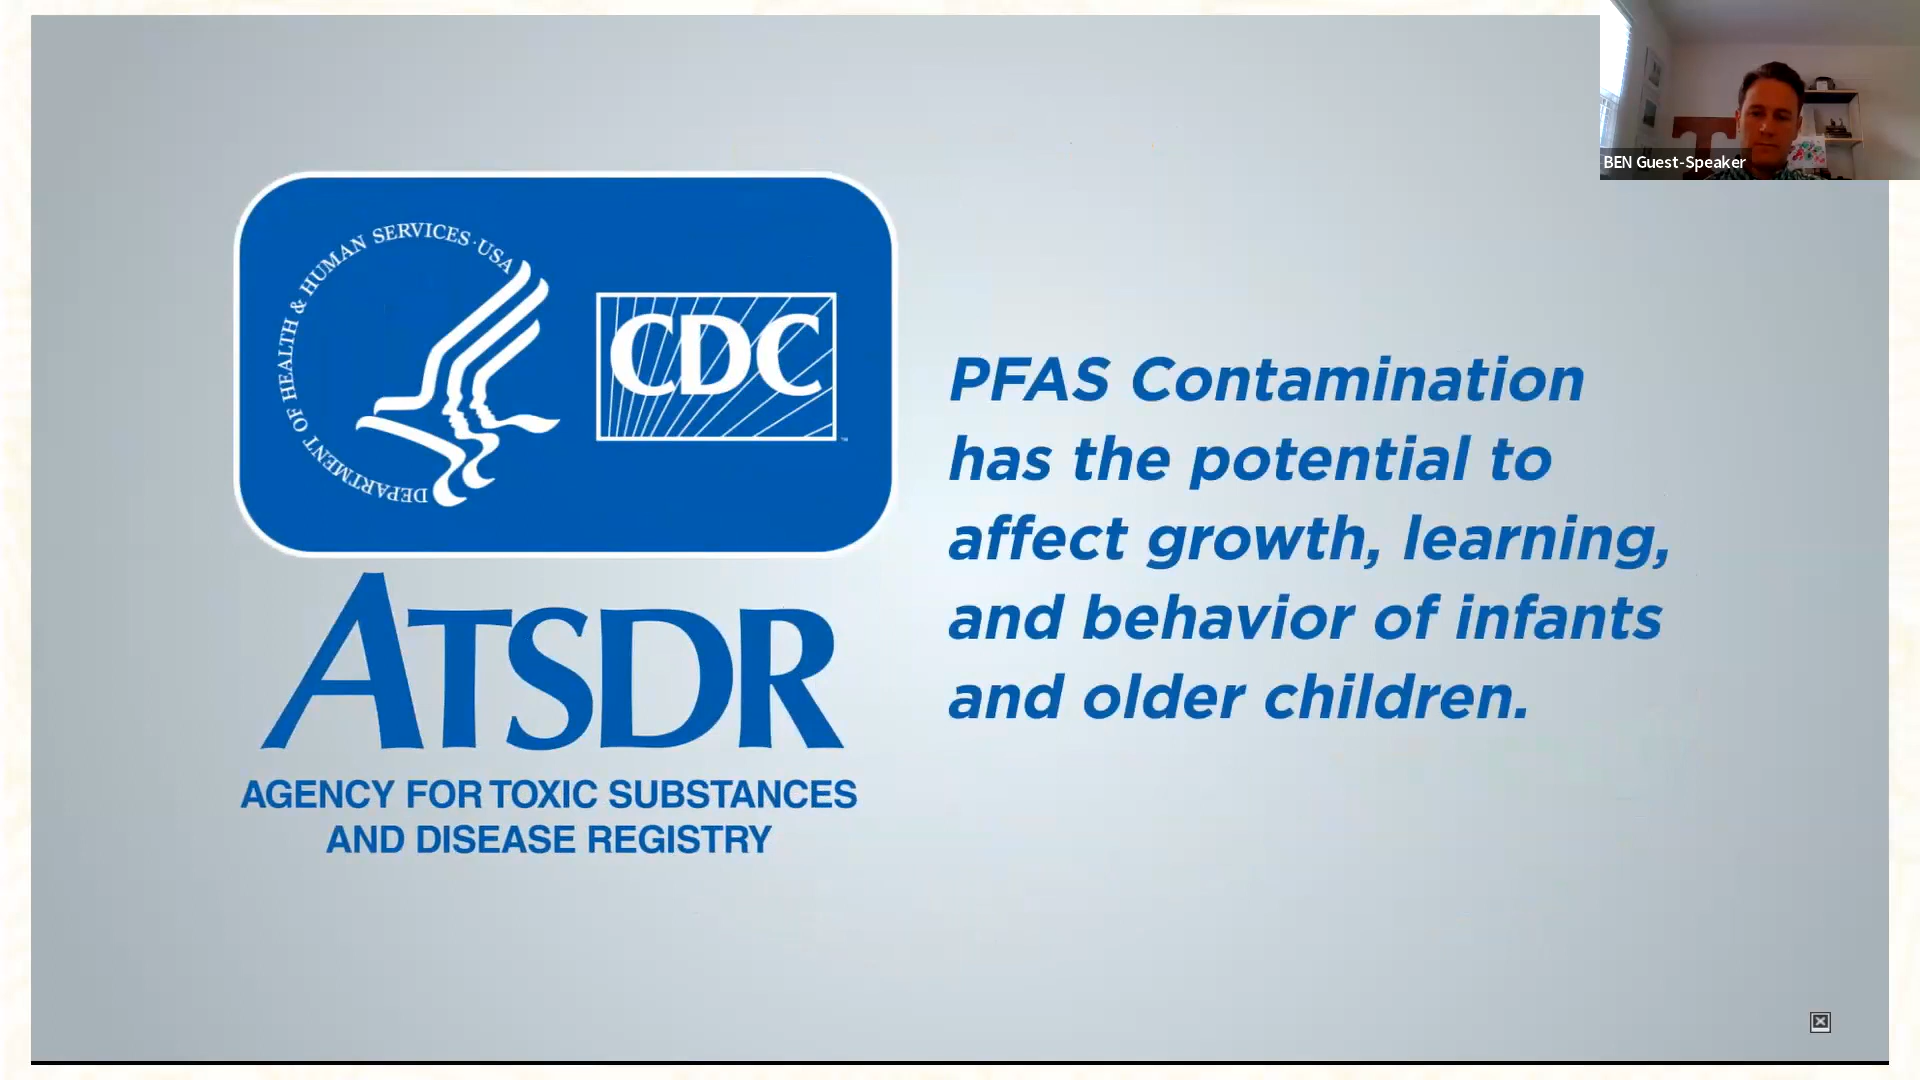 BEN Guest-Speaker
DEPARTMENT OF HEALTH & HUMAN SERVICES · USA
CDC
ATSDR
AGENCY FOR TOXIC SUBSTANCES
AND DISEASE REGISTRY
PFAS Contamination
has the potential to
affect growth, learning,
and behavior of infants
and older children.